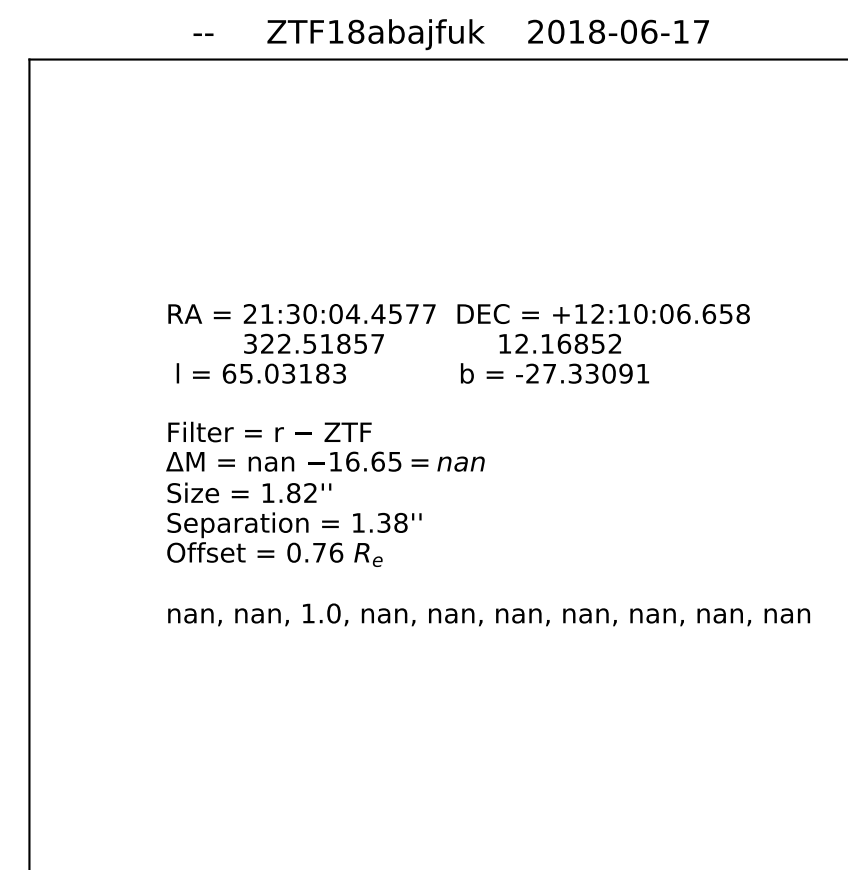 -- ZTF18abajfuk 2018-06-17
RA = 21:30:04.4577 DEC = +12:10:06.658
322.51857 12.16852
l = 65.03183 b = -27.33091
Filter = r − ZTF
ΔM = nan −16.65 = nan
Size = 1.82''
Separation = 1.38''
Offset = 0.76 Rₑ
nan, nan, 1.0, nan, nan, nan, nan, nan, nan, nan